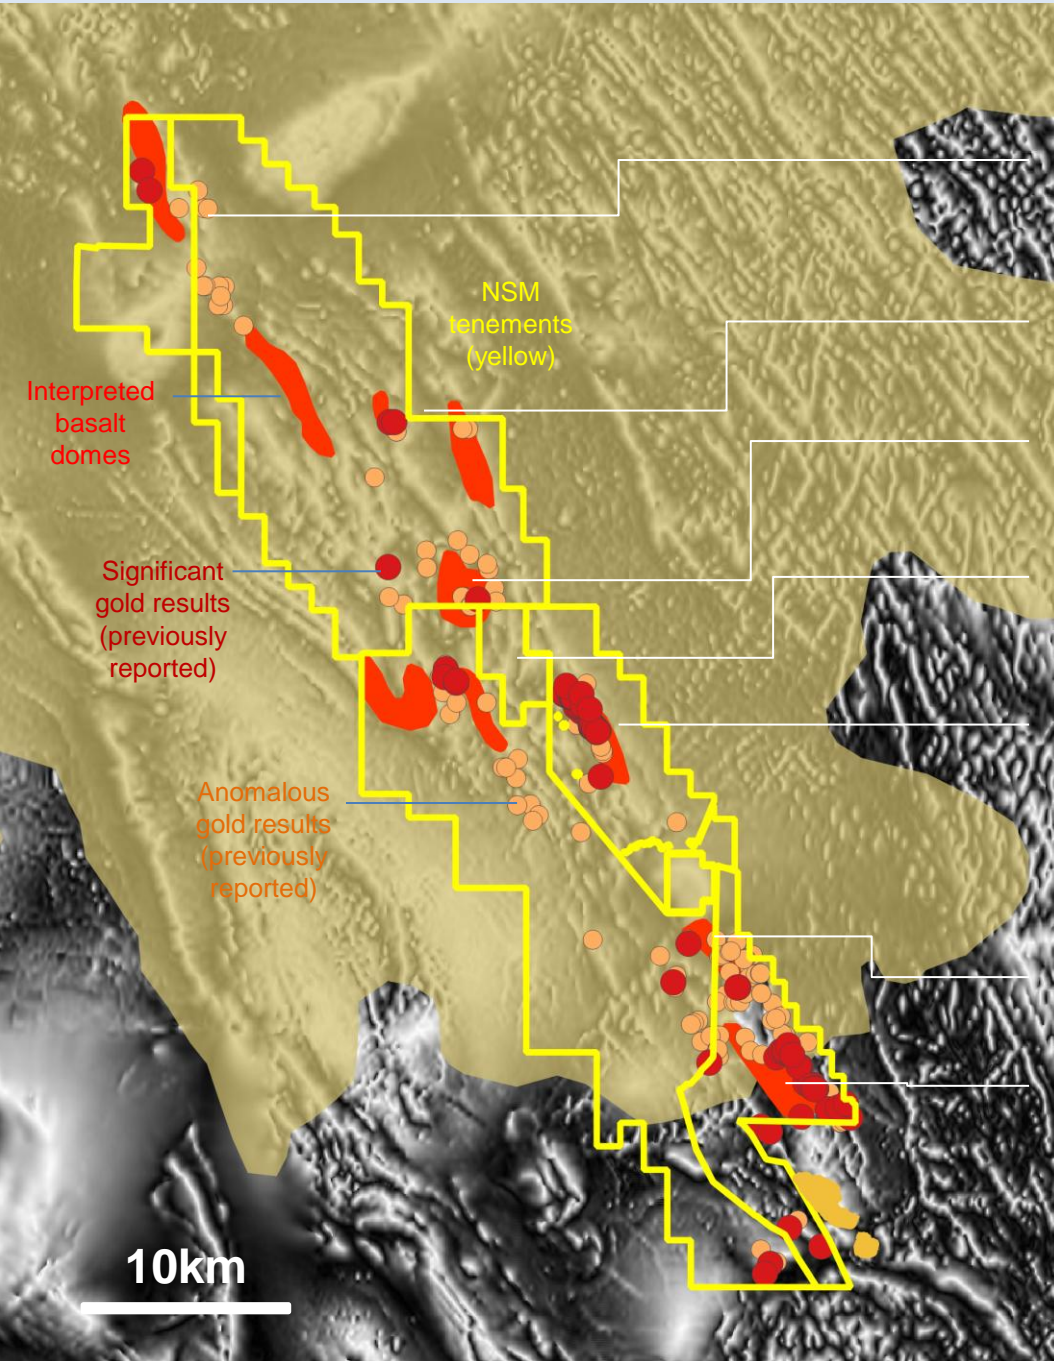 NSM
tenements
(yellow)
Interpreted
basalt
domes
Significant
gold results
(previously
reported)
Anomalous
gold results
(previously
reported)
10km